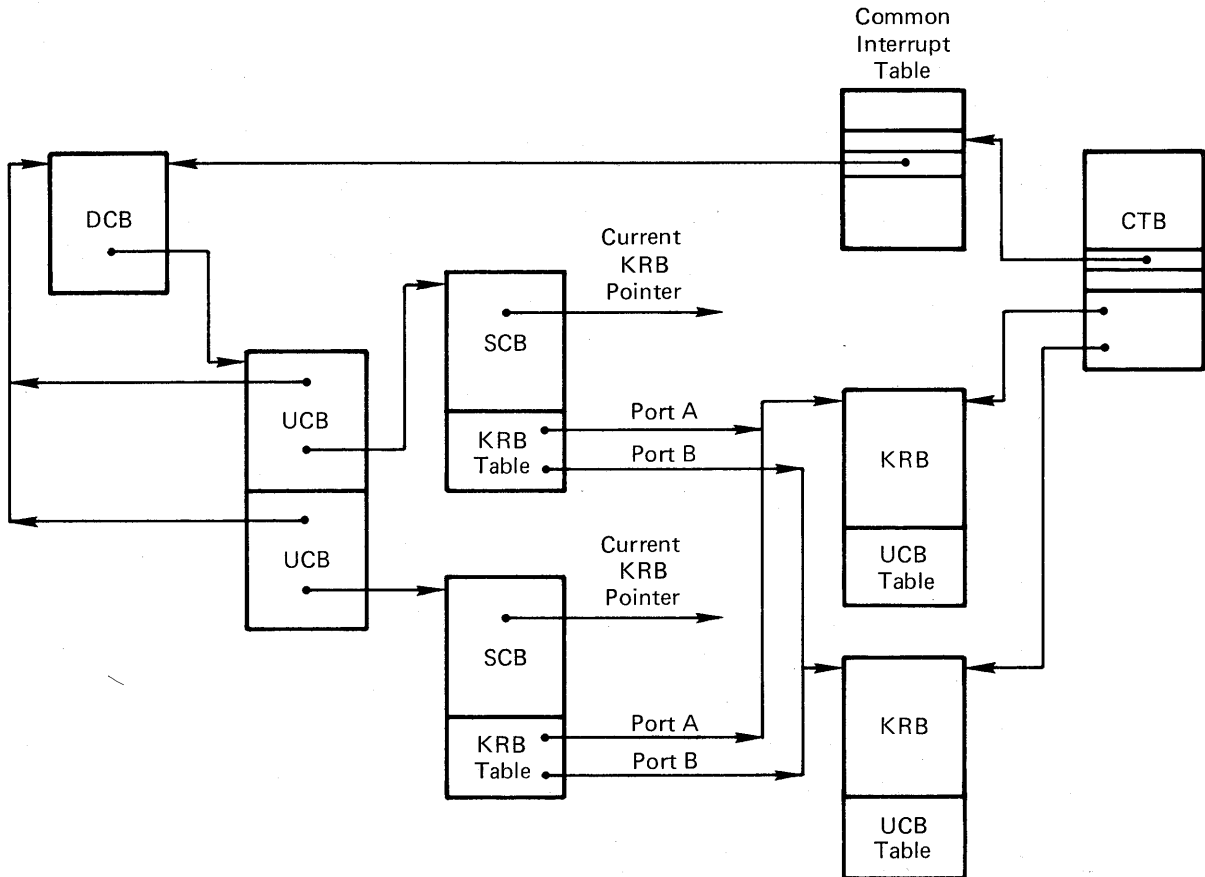 Common
Interrupt
Table
DCB
CTB
Current
KRB
Pointer
SCB
UCB
Port A
KRB
Table
Port B
KRB
UCB
Current
KRB
Pointer
UCB
Table
SCB
Port A
KRB
KRB
Table
Port B
UCB
Table